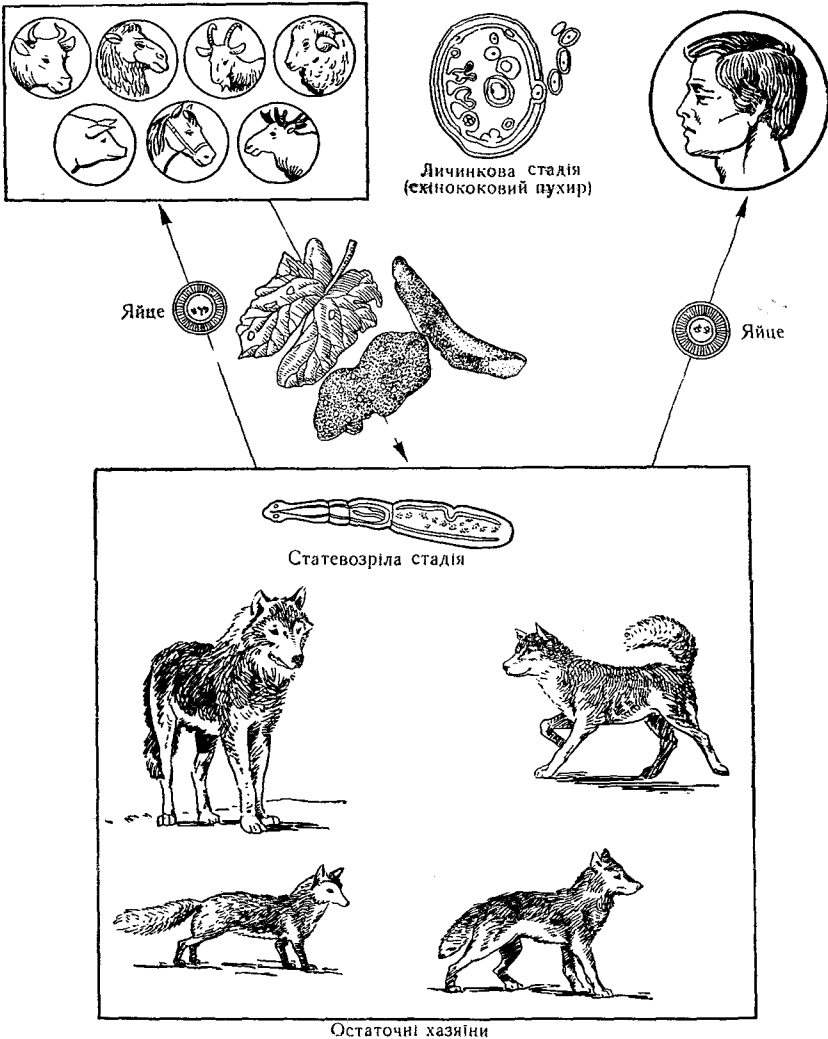 Личинкова стадія
(ехінококовий пухир)
Яйце
Яйце
Статевозріла стадія
Остаточні хазяїни